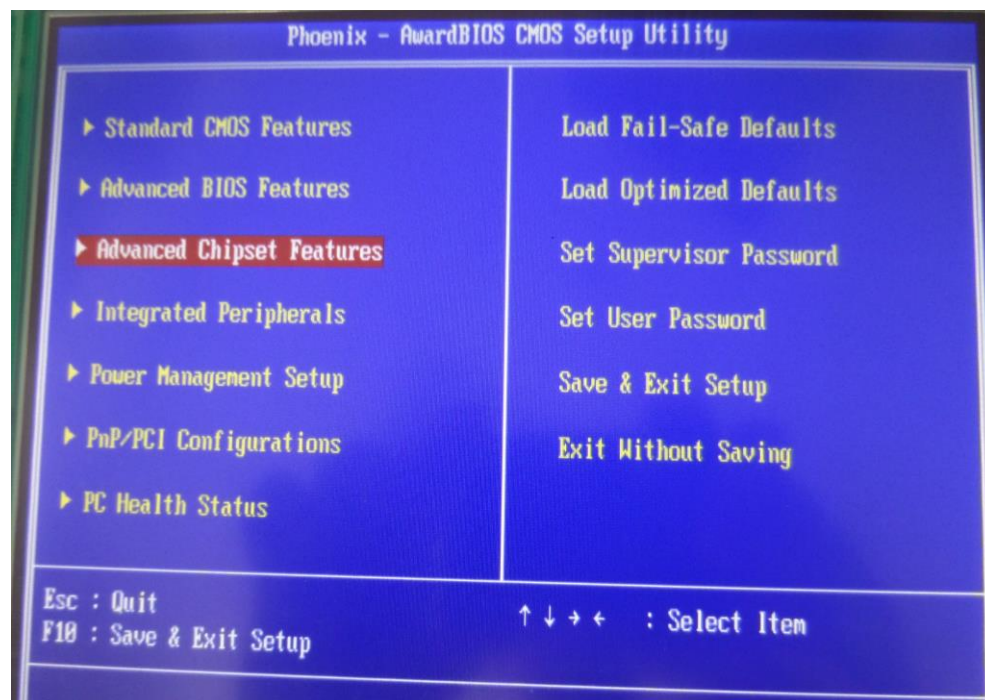 Phoenix - AwardBIOS CMOS Setup Utility
▶ Standard CMOS Features
▶ Advanced BIOS Features
▶ Advanced Chipset Features
▶ Integrated Peripherals
▶ Power Management Setup
▶ PnP/PCI Configurations
▶ PC Health Status
Load Fail-Safe Defaults
Load Optimized Defaults
Set Supervisor Password
Set User Password
Save & Exit Setup
Exit Without Saving
Esc : Quit
F10 : Save & Exit Setup
↑ ↓ → ← : Select Item